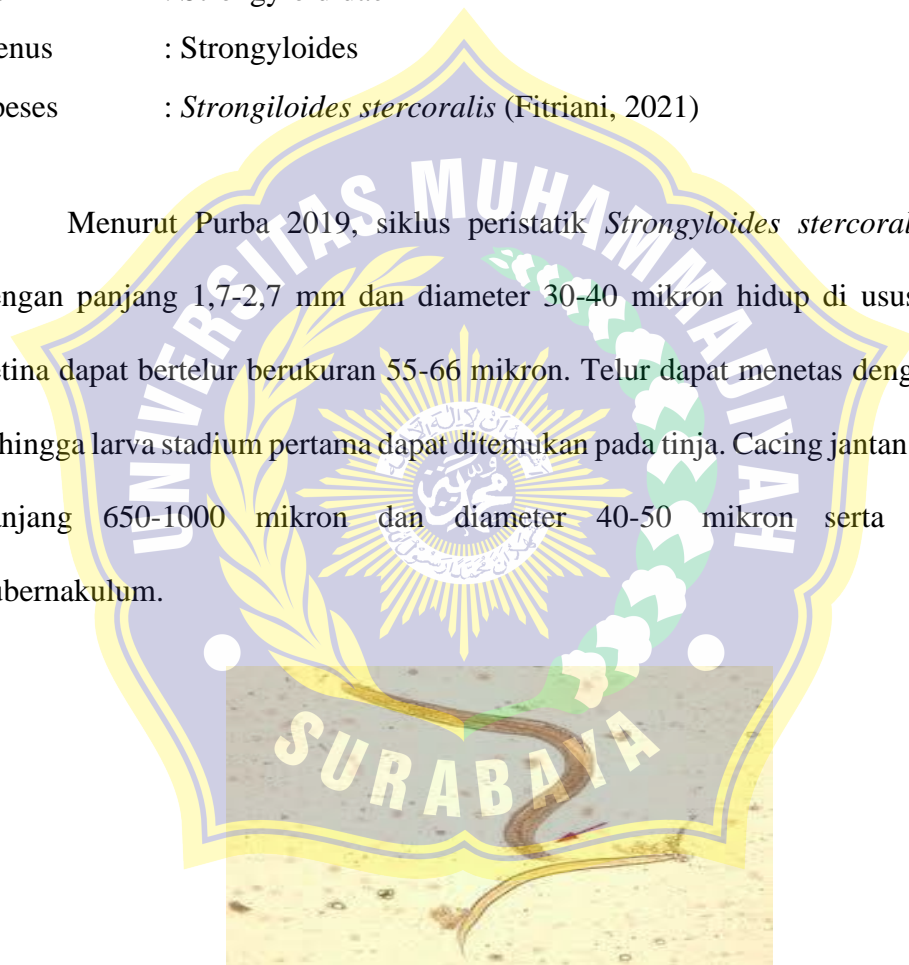 enus : Strongyloides
eses : Strongiloides stercoralis (Fitriani, 2021)
Menurut Purba 2019, siklus peristatik Strongyloides stercoral
engan panjang 1,7-2,7 mm dan diameter 30-40 mikron hidup di usus
etina dapat bertelur berukuran 55-66 mikron. Telur dapat menetas deng
hingga larva stadium pertama dapat ditemukan pada tinja. Cacing jantan
anjang 650-1000 mikron dan diameter 40-50 mikron serta
ubernakulum.
UNIVERSITAS MUHAMMADIYAH
SURABAYA